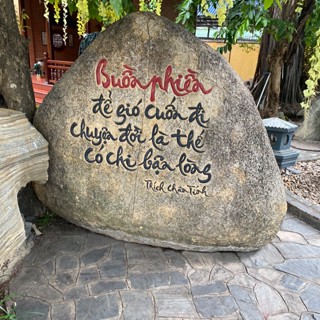 Buồn phiền
để gió cuốn đi
Chuyện đời là thế
Có chi bận lòng
Thích Chân Tính